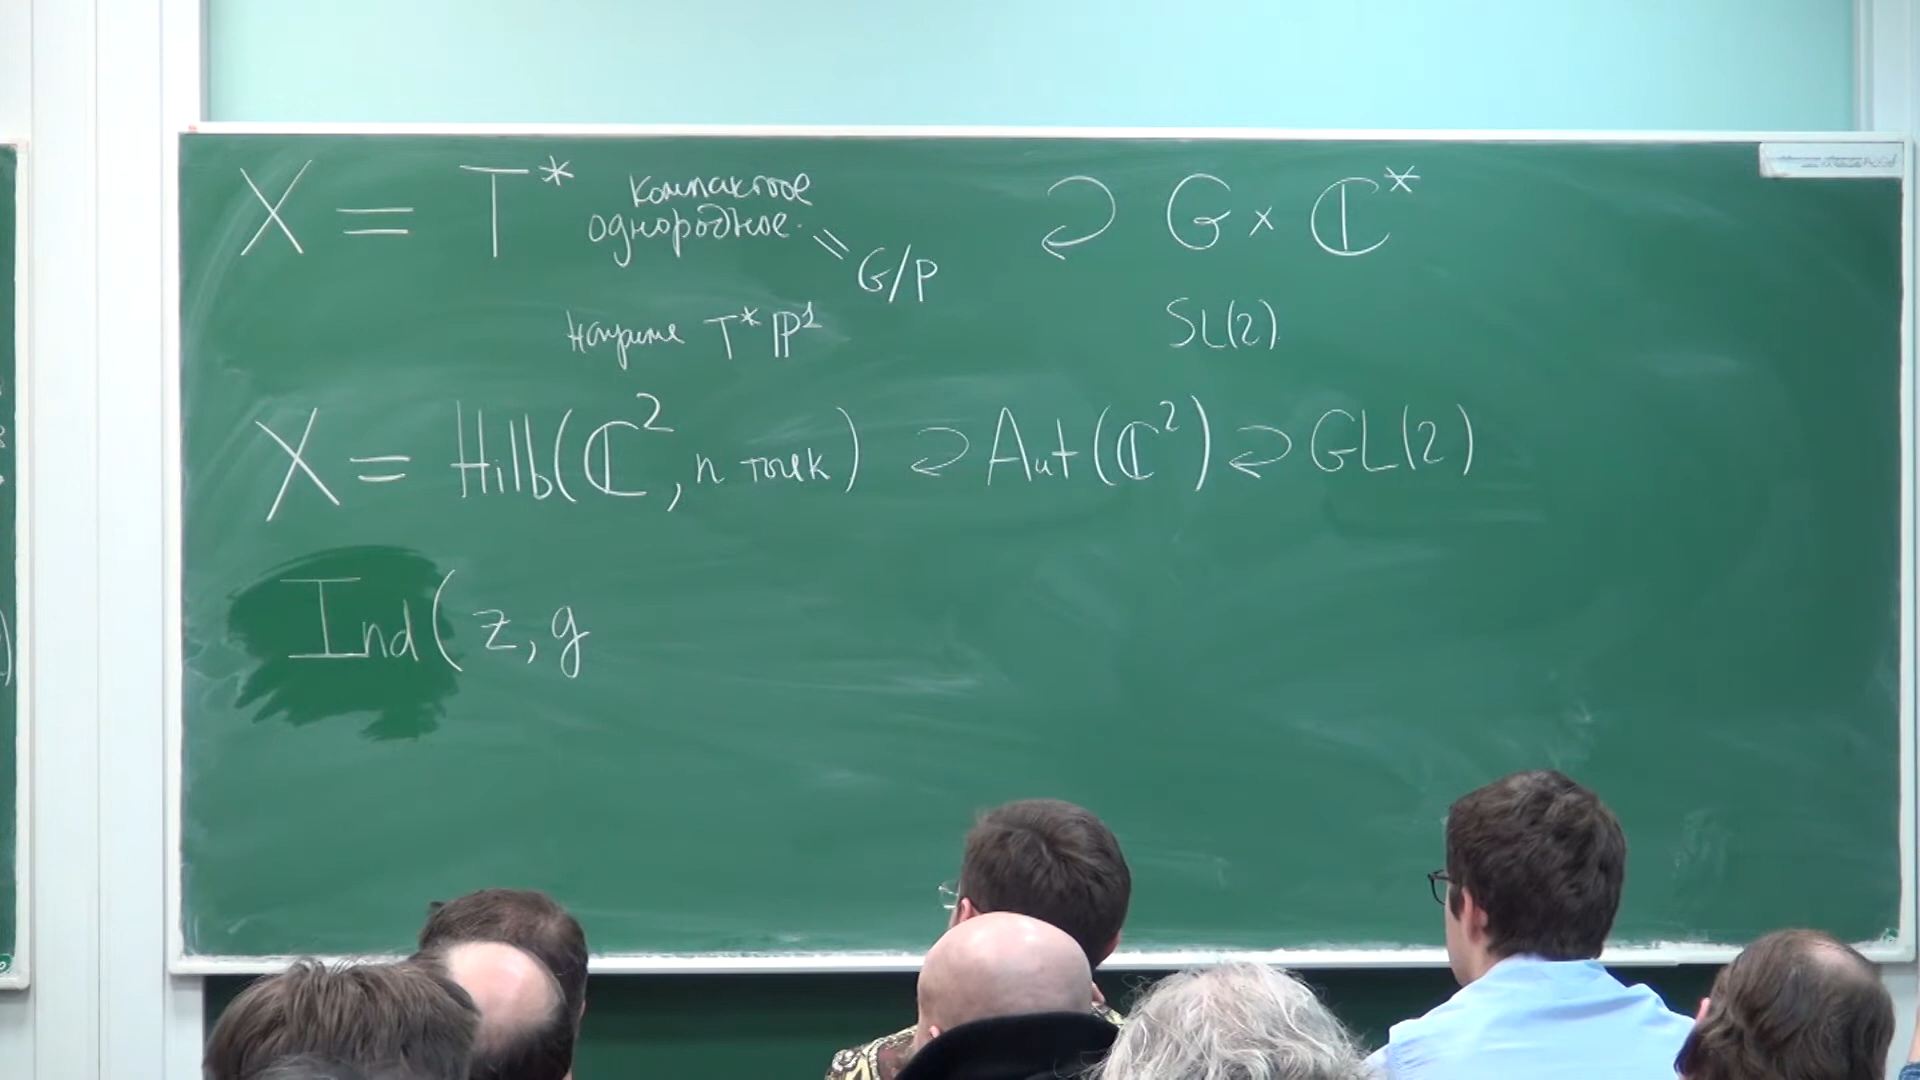 X = T* компактное однородное = G/P ⤾ G × ℂ*
Например T*ℙ¹ SL(2)
X = Hilb(ℂ², n точек) ⤾ Aut(ℂ²) ⤾ GL(2)
Ind(z, g